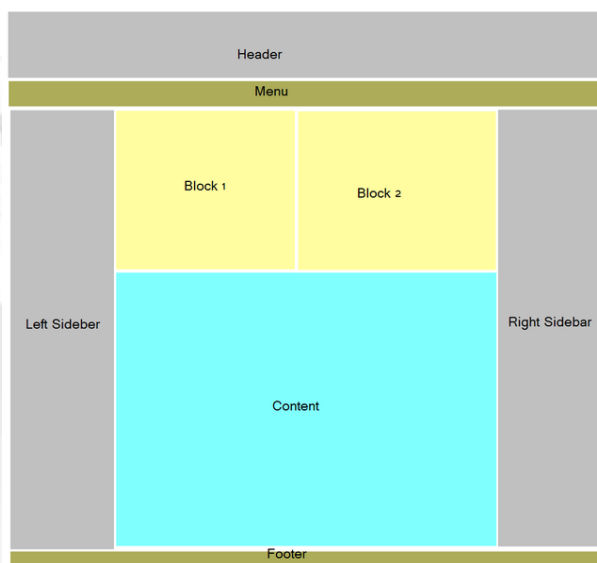 Header
Menu
Block 1
Block 2
Left Sideber
Right Sidebar
Content
Footer